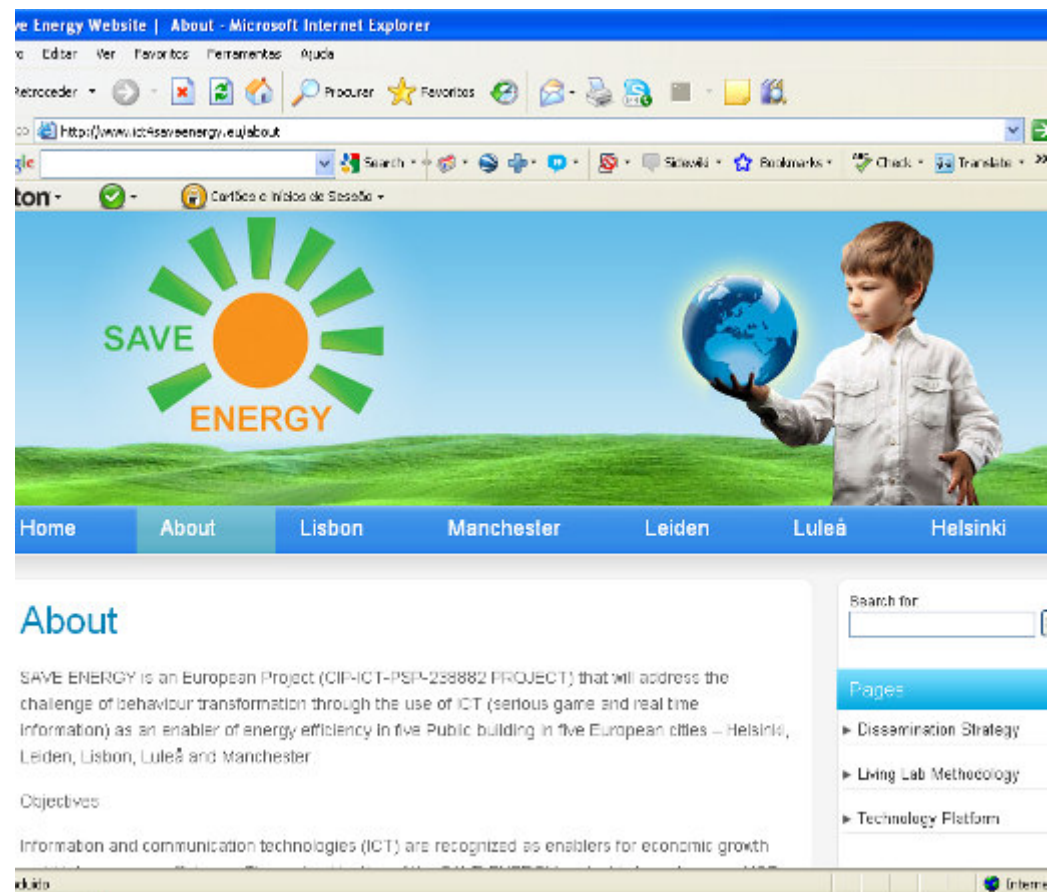 ve Energy Website | About - Microsoft Internet Explorer
Editar Ver Favoritos Ferramentas Ajuda
Retroceder Procurar Favoritos
http://www.ict4saveenergy.eu/about
gle Search Sidewiki Bookmarks Check Translate
ton Cartões e Inícios de Sessão
SAVE
ENERGY
Home About Lisbon Manchester Leiden Luleå Helsinki
About
Search for:
SAVE ENERGY is an European Project (CIP-ICT-PSP-238882 PROJECT) that will address the
challenge of behaviour transformation through the use of ICT (serious game and real time
information) as an enabler of energy efficiency in five Public building in five European cities – Helsinki,
Leiden, Lisbon, Luleå and Manchester.
Objectives
Information and communication technologies (ICT) are recognized as enablers for economic growth
Pages
Dissemination Strategy
Living Lab Methodology
Technology Platform
Interne